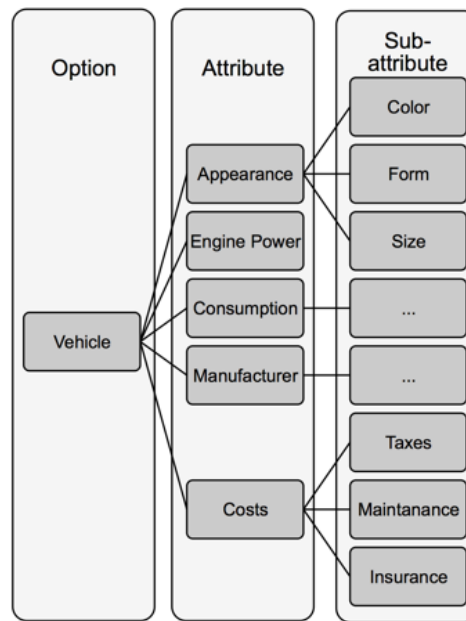 Option
Attribute
Sub-
attribute
Color
Appearance
Form
Engine Power
Size
Vehicle
Consumption
...
Manufacturer
...
Taxes
Costs
Maintanance
Insurance